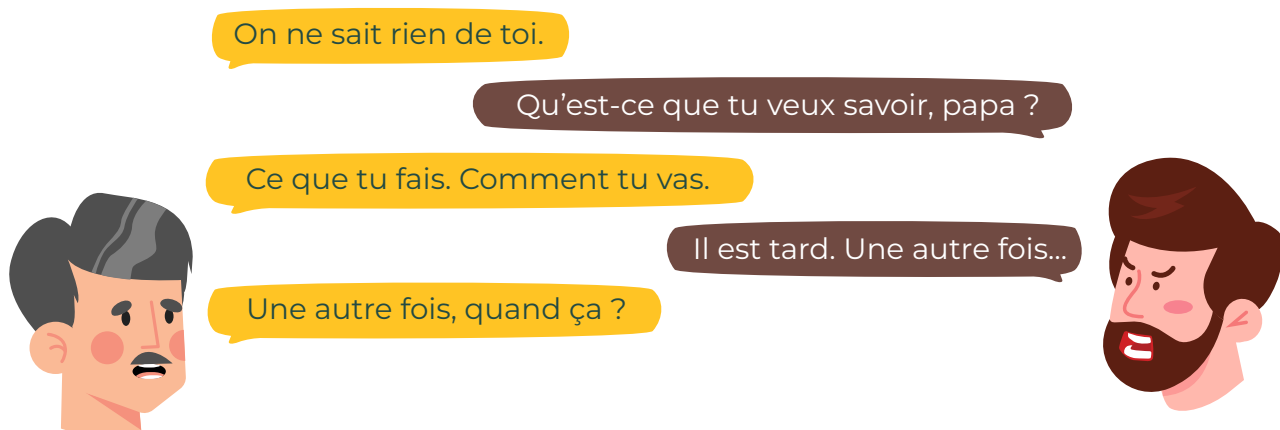 On ne sait rien de toi.
Qu’est-ce que tu veux savoir, papa ?
Ce que tu fais. Comment tu vas.
Il est tard. Une autre fois...
Une autre fois, quand ça ?